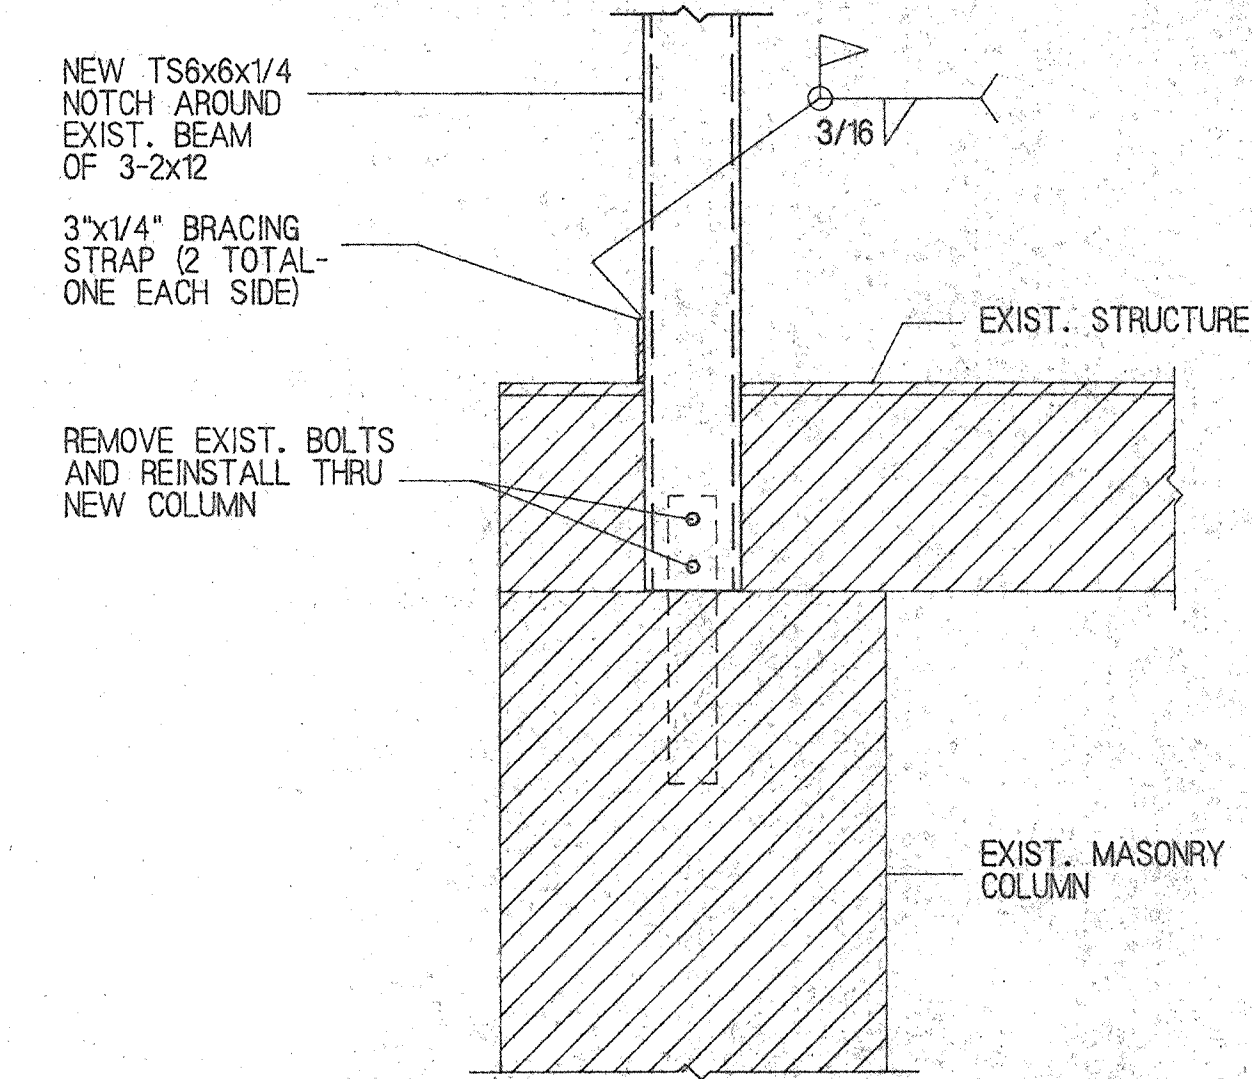 NEW TS6x6x1/4
NOTCH AROUND
EXIST. BEAM
OF 3-2x12
3"x1/4" BRACING
STRAP (2 TOTAL-
ONE EACH SIDE)
3/16
EXIST. STRUCTURE
REMOVE EXIST. BOLTS
AND REINSTALL THRU
NEW COLUMN
EXIST. MASONRY
COLUMN